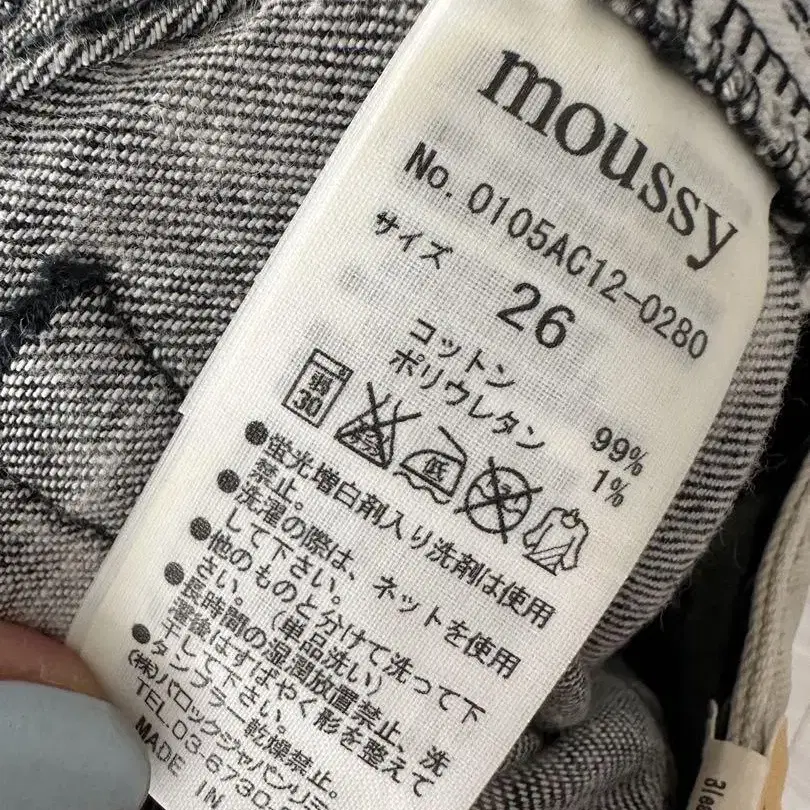 moussy
No. 0105AC12-0280
サイズ 26
コットン 99%
ポリウレタン 1%
弱
30
低
●蛍光増白剤入り洗剤は使用
禁止。
●洗濯の際は、ネットを使用
して下さい。
●他のものと分けて洗って下
さい。(単品洗い)
●長時間の湿潤放置禁止、洗
濯後はすばやく形を整えて
干して下さい。
●タンブラー乾燥禁止。
(株)バロックジャパンリミ
TEL.03-6730-
MADE IN